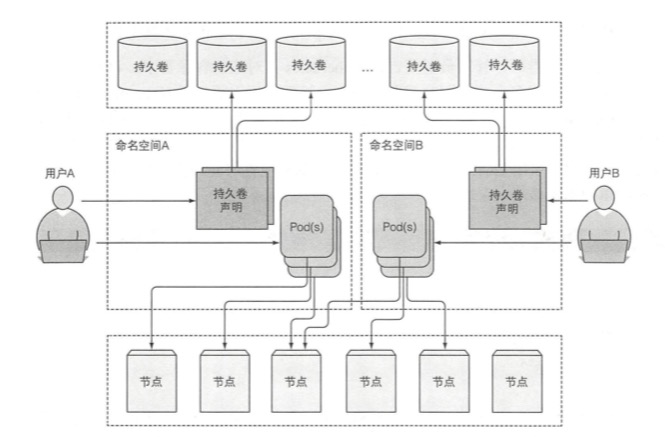 持久卷
持久卷
持久卷
...
持久卷
持久卷
命名空间A
命名空间B
用户A
用户B
持久卷
声明
持久卷
声明
Pod(s)
Pod(s)
节点
节点
节点
节点
节点
节点